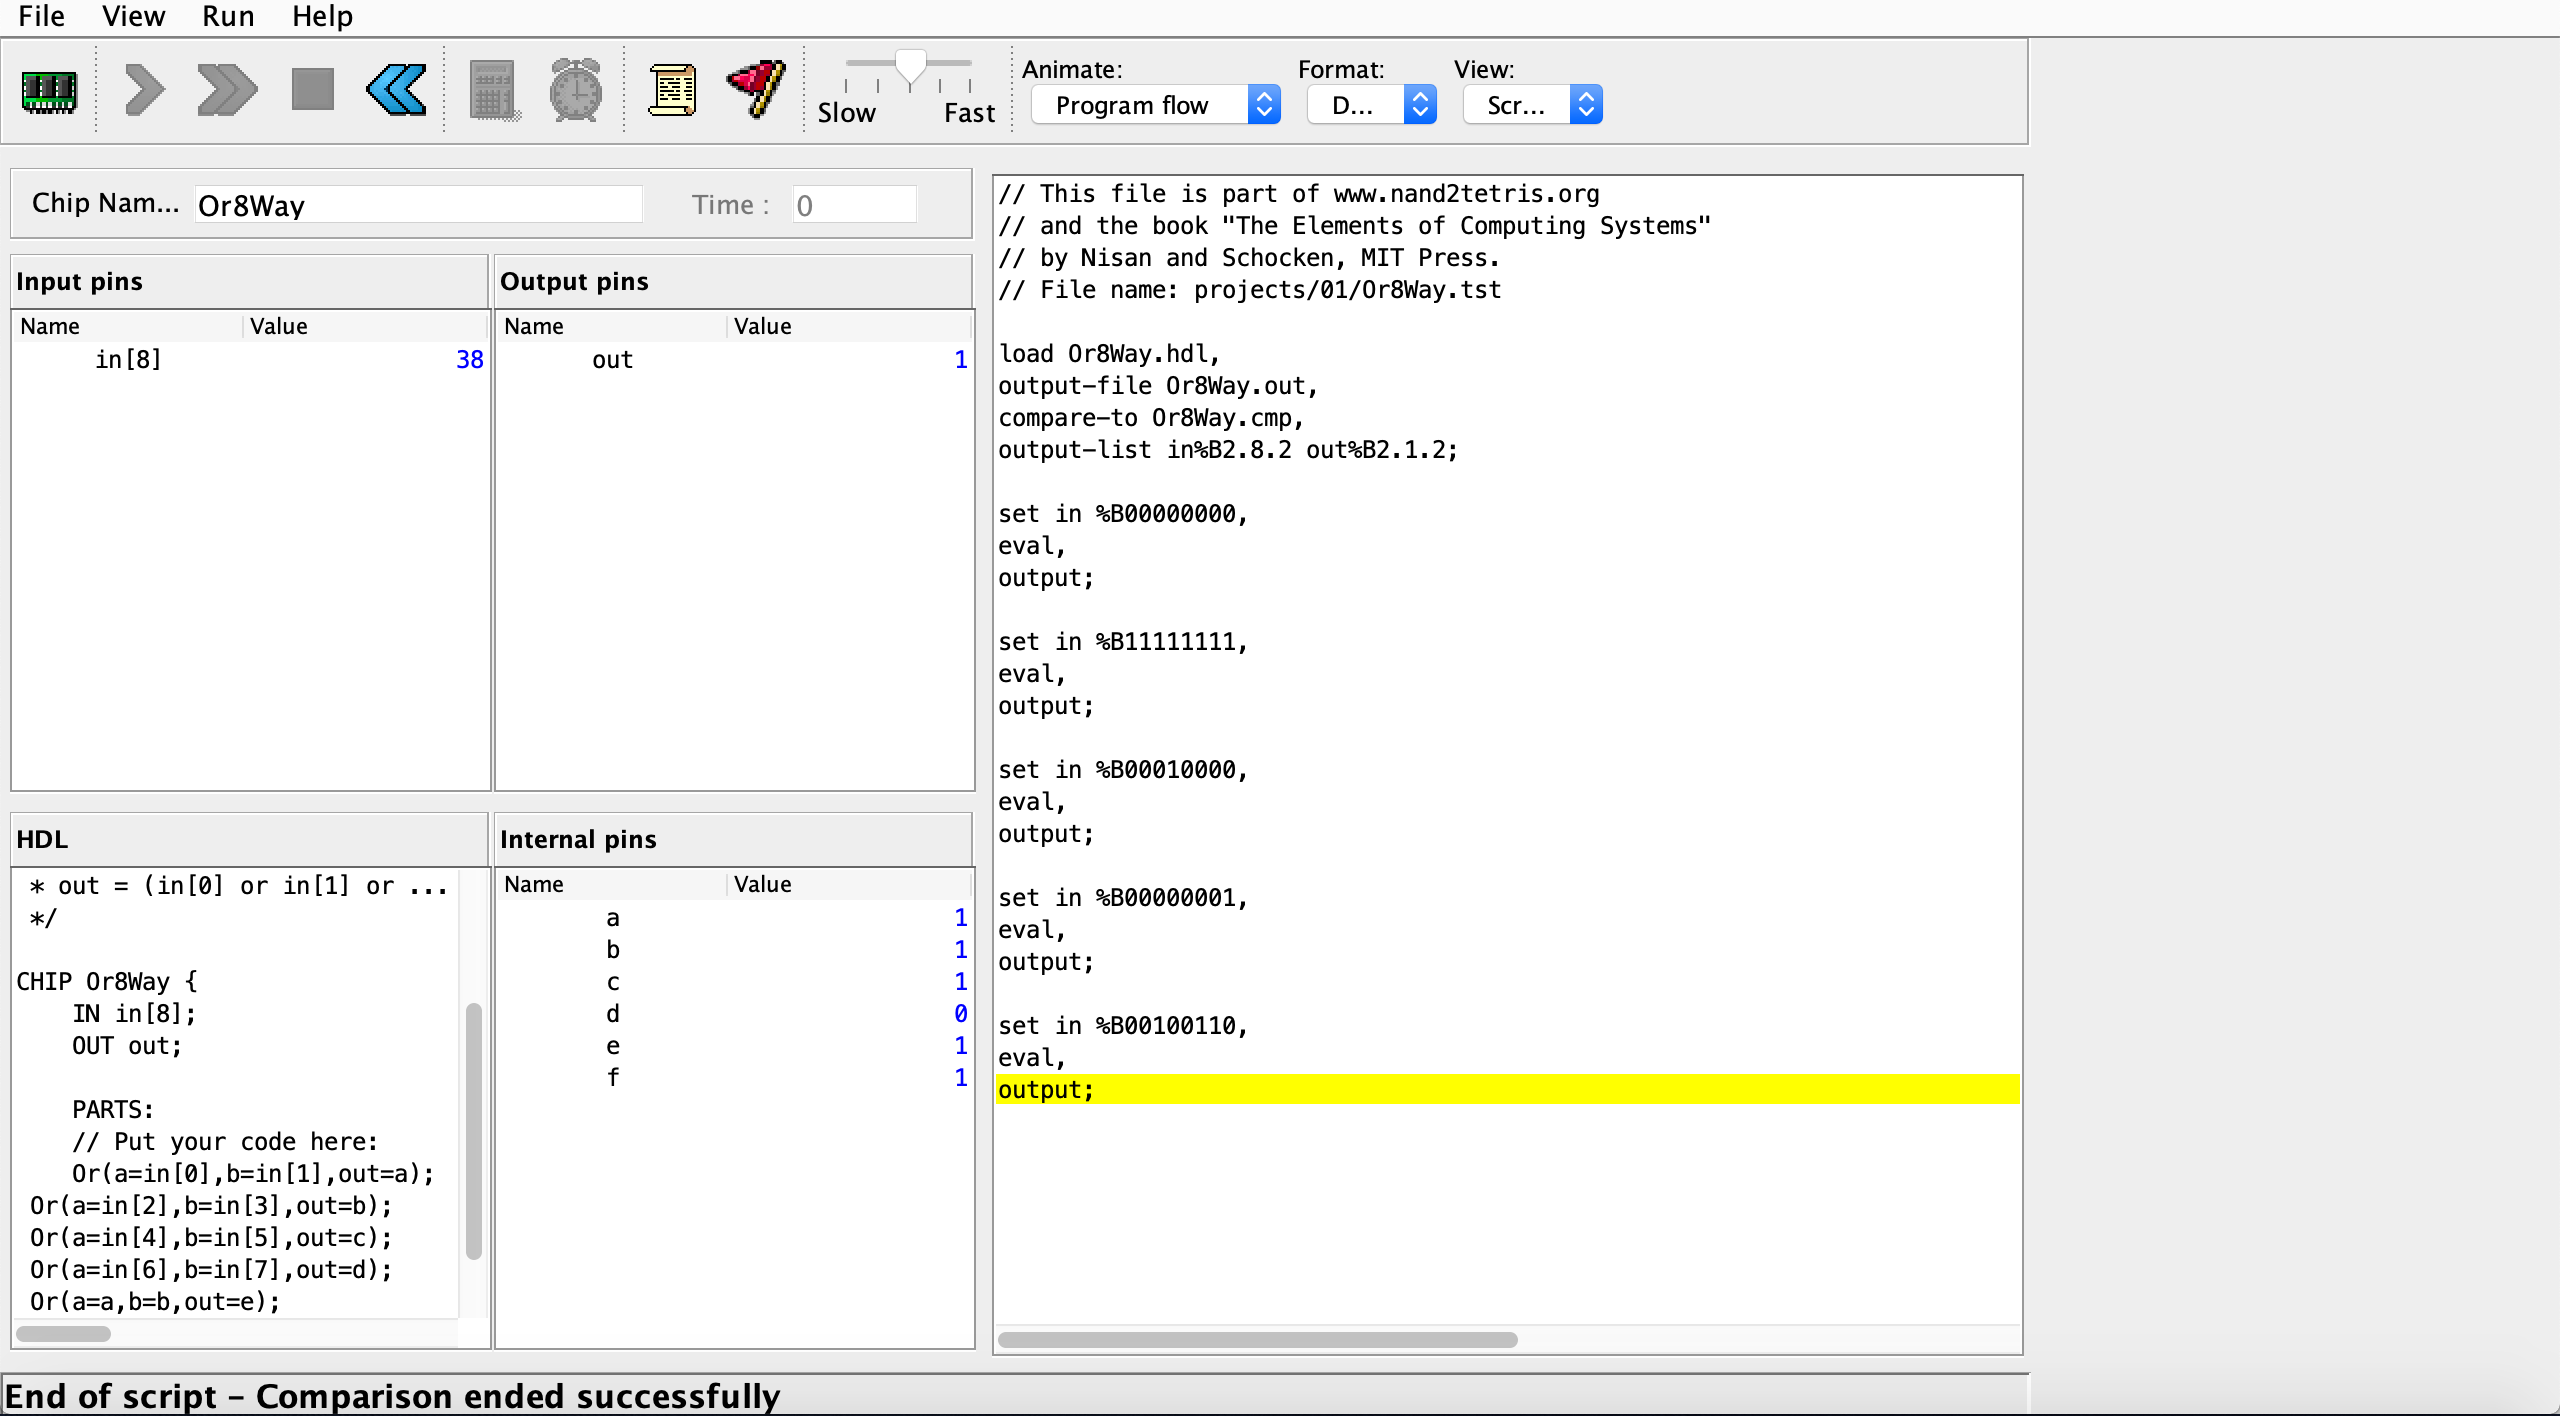 File View Run Help
Slow Fast
Animate: Format: View:
Program flow D... Scr...
Chip Nam... Or8Way Time : 0
Input pins
Name Value
in[8] 38
Output pins
Name Value
out 1
HDL
* out = (in[0] or in[1] or ...
*/
CHIP Or8Way {
IN in[8];
OUT out;
PARTS:
// Put your code here:
Or(a=in[0],b=in[1],out=a);
Or(a=in[2],b=in[3],out=b);
Or(a=in[4],b=in[5],out=c);
Or(a=in[6],b=in[7],out=d);
Or(a=a,b=b,out=e);
Internal pins
Name Value
a 1
b 1
c 1
d 0
e 1
f 1
// This file is part of www.nand2tetris.org
// and the book "The Elements of Computing Systems"
// by Nisan and Schocken, MIT Press.
// File name: projects/01/Or8Way.tst
load Or8Way.hdl,
output-file Or8Way.out,
compare-to Or8Way.cmp,
output-list in%B2.8.2 out%B2.1.2;
set in %B00000000,
eval,
output;
set in %B11111111,
eval,
output;
set in %B00010000,
eval,
output;
set in %B00000001,
eval,
output;
set in %B00100110,
eval,
output;
End of script – Comparison ended successfully